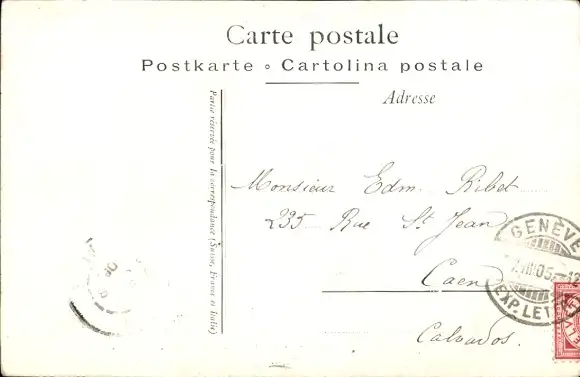 Carte postale
Postkarte ∘ Cartolina postale
Adresse
Partie réservée pour la correspondance (Suisse, France et Italie)
Monsieur Edm. Ribet
235 Rue St Jean
Caen
Calvados.
GENÈVE
EXP. LET